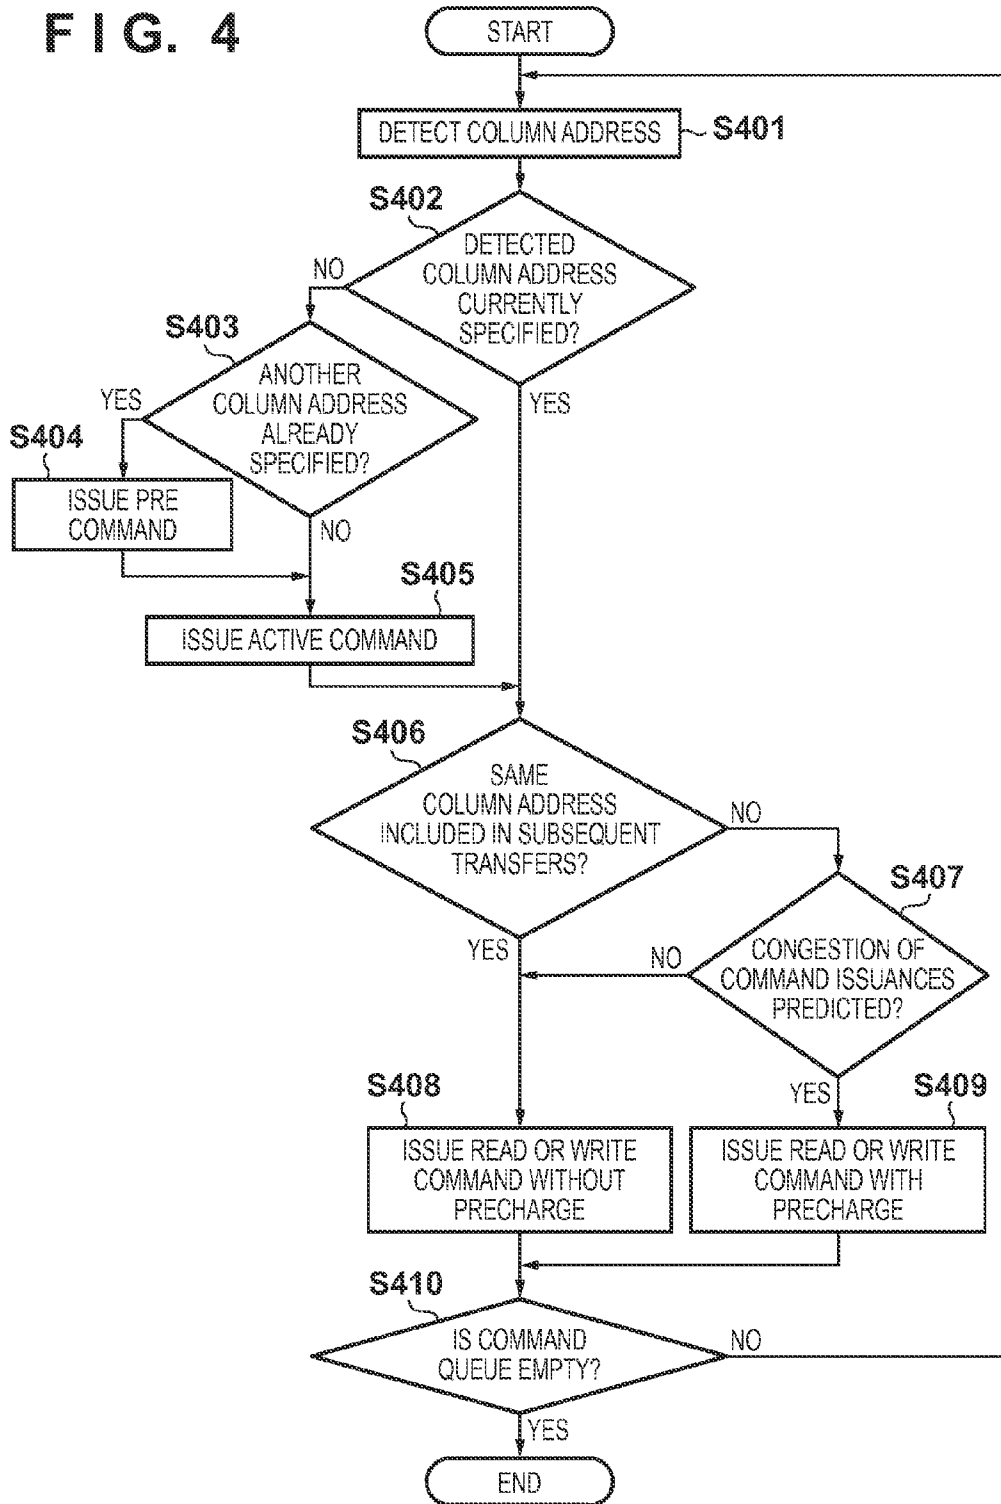 FIG. 4
START
DETECT COLUMN ADDRESS
S401
S402
DETECTED
COLUMN ADDRESS
CURRENTLY
SPECIFIED?
NO
YES
S403
ANOTHER
COLUMN ADDRESS
ALREADY
SPECIFIED?
YES
NO
S404
ISSUE PRE
COMMAND
S405
ISSUE ACTIVE COMMAND
S406
SAME
COLUMN ADDRESS
INCLUDED IN SUBSEQUENT
TRANSFERS?
NO
YES
S407
CONGESTION OF
COMMAND ISSUANCES
PREDICTED?
NO
YES
S408
ISSUE READ OR WRITE
COMMAND WITHOUT
PRECHARGE
S409
ISSUE READ OR WRITE
COMMAND WITH
PRECHARGE
S410
IS COMMAND
QUEUE EMPTY?
NO
YES
END